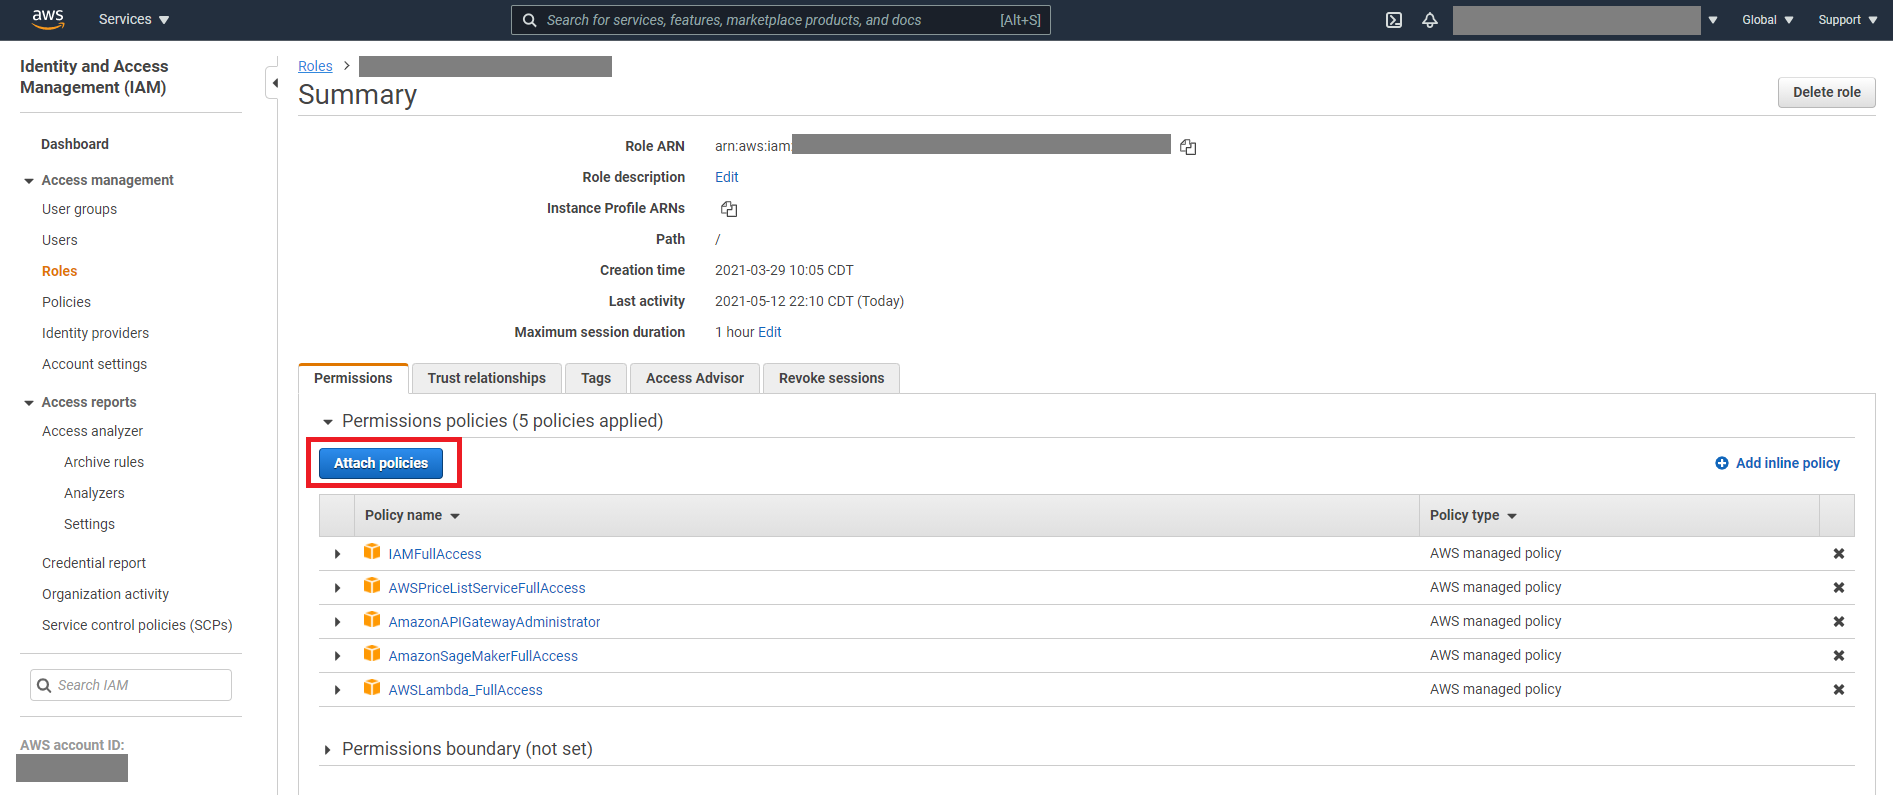 aws Services Search for services, features, marketplace products, and docs [Alt+S] Global Support
Identity and Access
Management (IAM)
Dashboard
Access management
User groups
Users
Roles
Policies
Identity providers
Account settings
Access reports
Access analyzer
Archive rules
Analyzers
Settings
Credential report
Organization activity
Service control policies (SCPs)
Search IAM
AWS account ID:
Roles
Summary
Delete role
Role ARN arn:aws:iam:
Role description Edit
Instance Profile ARNs
Path /
Creation time 2021-03-29 10:05 CDT
Last activity 2021-05-12 22:10 CDT (Today)
Maximum session duration 1 hour Edit
Permissions Trust relationships Tags Access Advisor Revoke sessions
Permissions policies (5 policies applied)
Attach policies Add inline policy
Policy name Policy type
IAMFullAccess AWS managed policy
AWSPriceListServiceFullAccess AWS managed policy
AmazonAPIGatewayAdministrator AWS managed policy
AmazonSageMakerFullAccess AWS managed policy
AWSLambda_FullAccess AWS managed policy
Permissions boundary (not set)